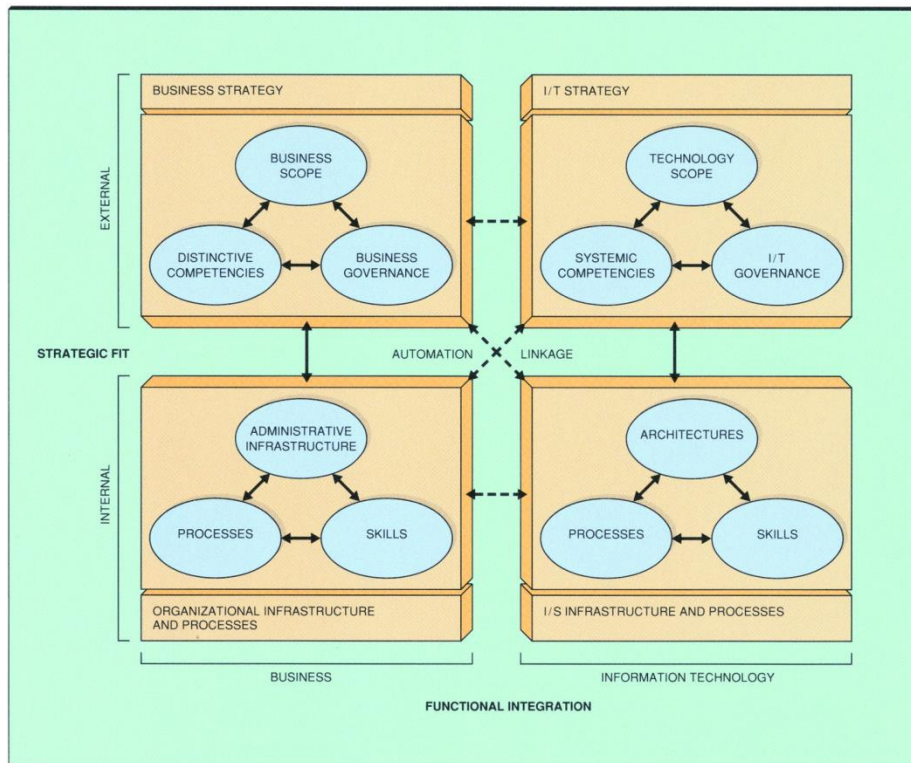 BUSINESS STRATEGY
I/T STRATEGY
EXTERNAL
BUSINESS
SCOPE
DISTINCTIVE
COMPETENCIES
BUSINESS
GOVERNANCE
TECHNOLOGY
SCOPE
SYSTEMIC
COMPETENCIES
I/T
GOVERNANCE
STRATEGIC FIT
AUTOMATION
LINKAGE
INTERNAL
ADMINISTRATIVE
INFRASTRUCTURE
PROCESSES
SKILLS
ARCHITECTURES
PROCESSES
SKILLS
ORGANIZATIONAL INFRASTRUCTURE
AND PROCESSES
I/S INFRASTRUCTURE AND PROCESSES
BUSINESS
INFORMATION TECHNOLOGY
FUNCTIONAL INTEGRATION